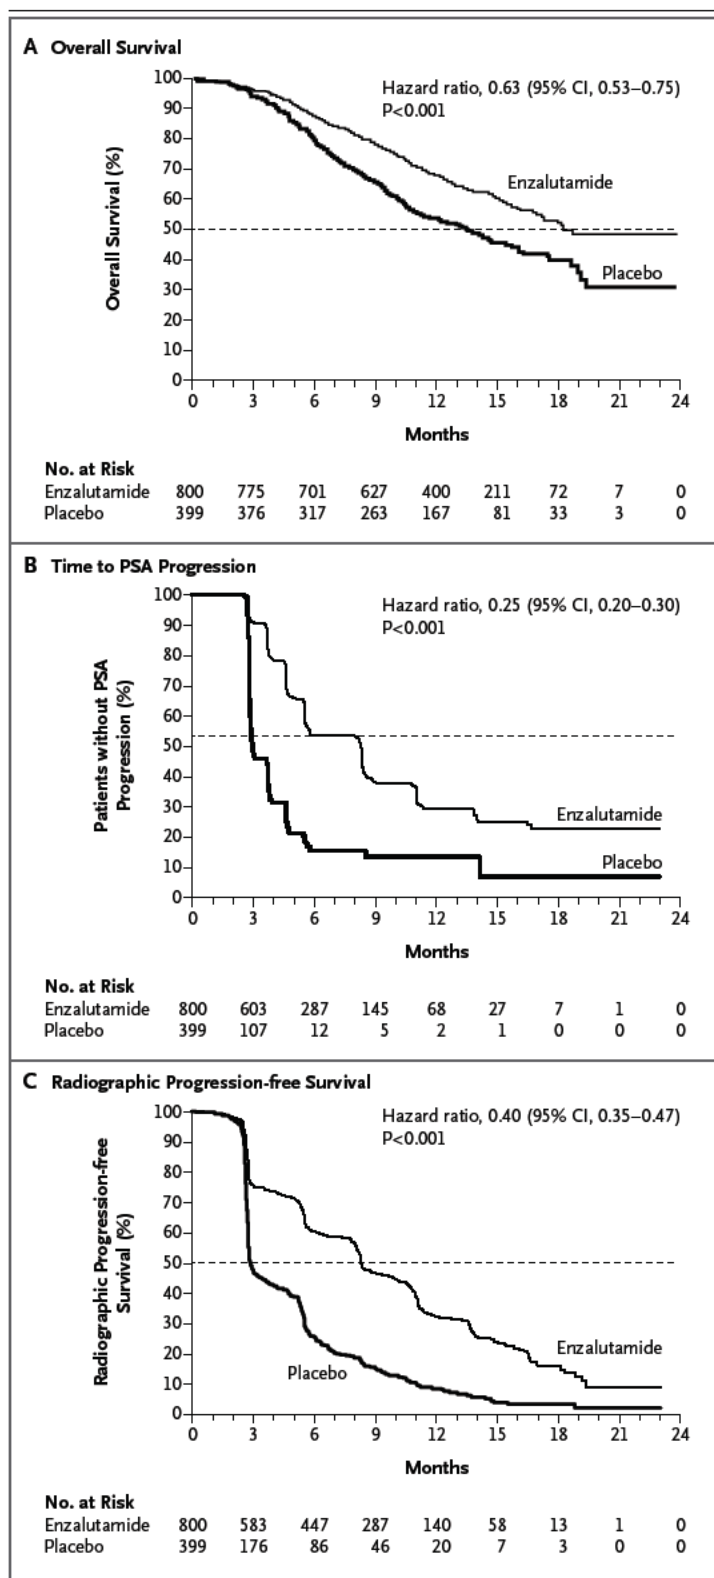 A Overall Survival
Hazard ratio, 0.63 (95% CI, 0.53–0.75)
P<0.001
Overall Survival (%)
100
90
80
70
60
50
40
30
20
10
0
Enzalutamide
Placebo
0 3 6 9 12 15 18 21 24
Months
No. at Risk
Enzalutamide 800 775 701 627 400 211 72 7 0
Placebo 399 376 317 263 167 81 33 3 0
B Time to PSA Progression
Hazard ratio, 0.25 (95% CI, 0.20–0.30)
P<0.001
Patients without PSA
Progression (%)
100
90
80
70
60
50
40
30
20
10
0
Enzalutamide
Placebo
0 3 6 9 12 15 18 21 24
Months
No. at Risk
Enzalutamide 800 603 287 145 68 27 7 1 0
Placebo 399 107 12 5 2 1 0 0 0
C Radiographic Progression-free Survival
Hazard ratio, 0.40 (95% CI, 0.35–0.47)
P<0.001
Radiographic Progression-free
Survival (%)
100
90
80
70
60
50
40
30
20
10
0
Enzalutamide
Placebo
0 3 6 9 12 15 18 21 24
Months
No. at Risk
Enzalutamide 800 583 447 287 140 58 13 1 0
Placebo 399 176 86 46 20 7 3 0 0